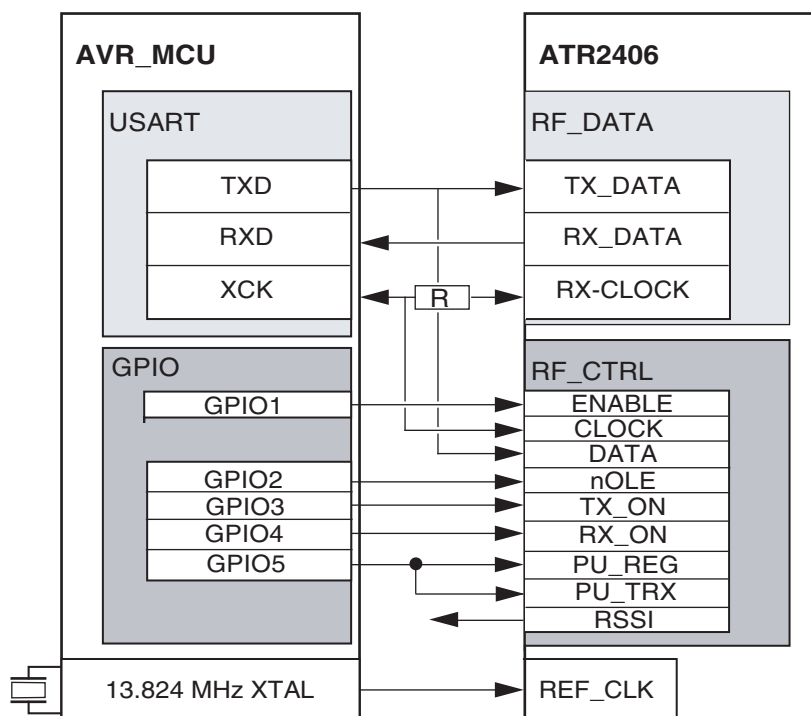 AVR_MCU
USART
TXD
RXD
XCK
GPIO
GPIO1
GPIO2
GPIO3
GPIO4
GPIO5
13.824 MHz XTAL
R
ATR2406
RF_DATA
TX_DATA
RX_DATA
RX-CLOCK
RF_CTRL
ENABLE
CLOCK
DATA
nOLE
TX_ON
RX_ON
PU_REG
PU_TRX
RSSI
REF_CLK